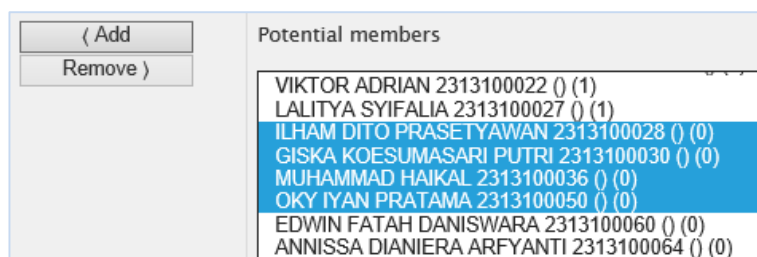 ⟨ Add
Remove ⟩
Potential members
VIKTOR ADRIAN 2313100022 () (1)
LALITYA SYIFALIA 2313100027 () (1)
ILHAM DITO PRASETYAWAN 2313100028 () (0)
GISKA KOESUMASARI PUTRI 2313100030 () (0)
MUHAMMAD HAIKAL 2313100036 () (0)
OKY IYAN PRATAMA 2313100050 () (0)
EDWIN FATAH DANISWARA 2313100060 () (0)
ANNISSA DIANIERA ARFYANTI 2313100064 () (0)